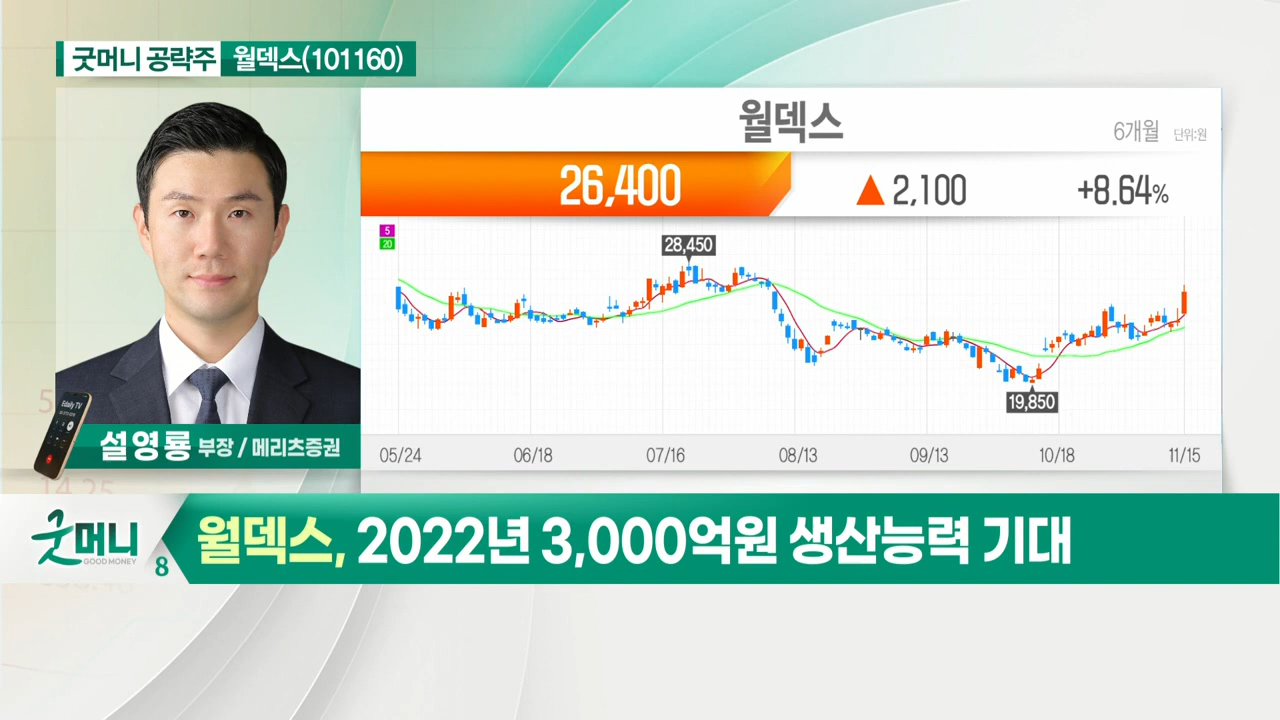 굿머니 공략주 월덱스(101160)
월덱스
6개월 단위:원
26,400 ▲ 2,100 +8.64%
5
20
28,450
19,850
05/24 06/18 07/16 08/13 09/13 10/18 11/15
Edaily TV
설영룡 부장 / 메리츠증권
굿머니
GOOD MONEY
8
월덱스, 2022년 3,000억원 생산능력 기대